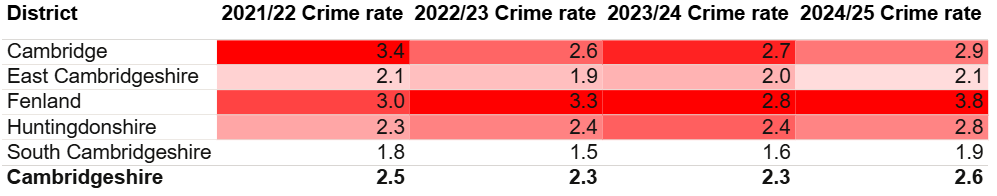 District 2021/22 Crime rate 2022/23 Crime rate 2023/24 Crime rate 2024/25 Crime rate
Cambridge 3.4 2.6 2.7 2.9
East Cambridgeshire 2.1 1.9 2.0 2.1
Fenland 3.0 3.3 2.8 3.8
Huntingdonshire 2.3 2.4 2.4 2.8
South Cambridgeshire 1.8 1.5 1.6 1.9
Cambridgeshire 2.5 2.3 2.3 2.6